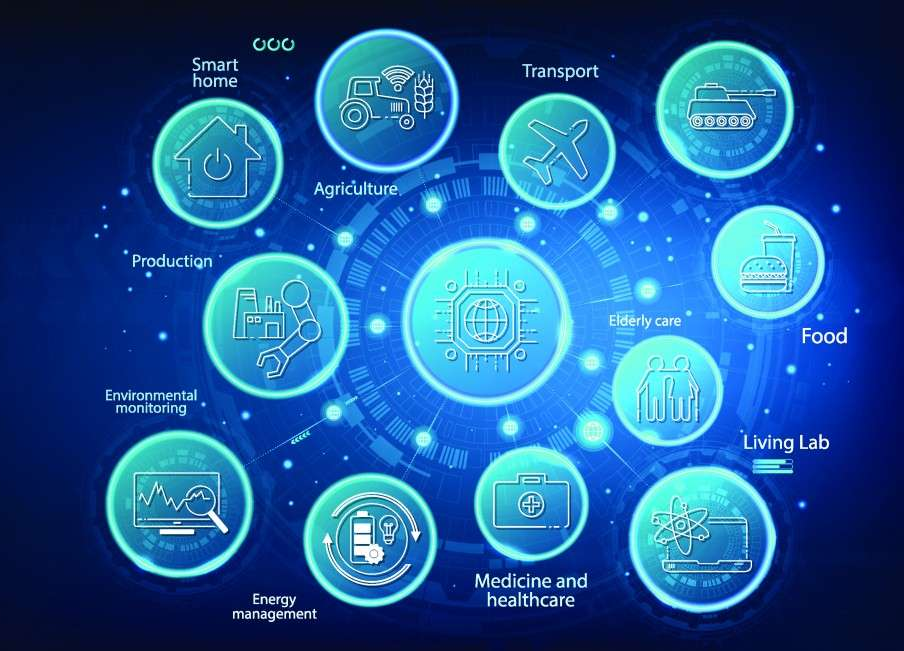 Smart
home
Transport
Agriculture
Production
Elderly care
Food
Environmental
monitoring
Living Lab
Medicine and
healthcare
Energy
management